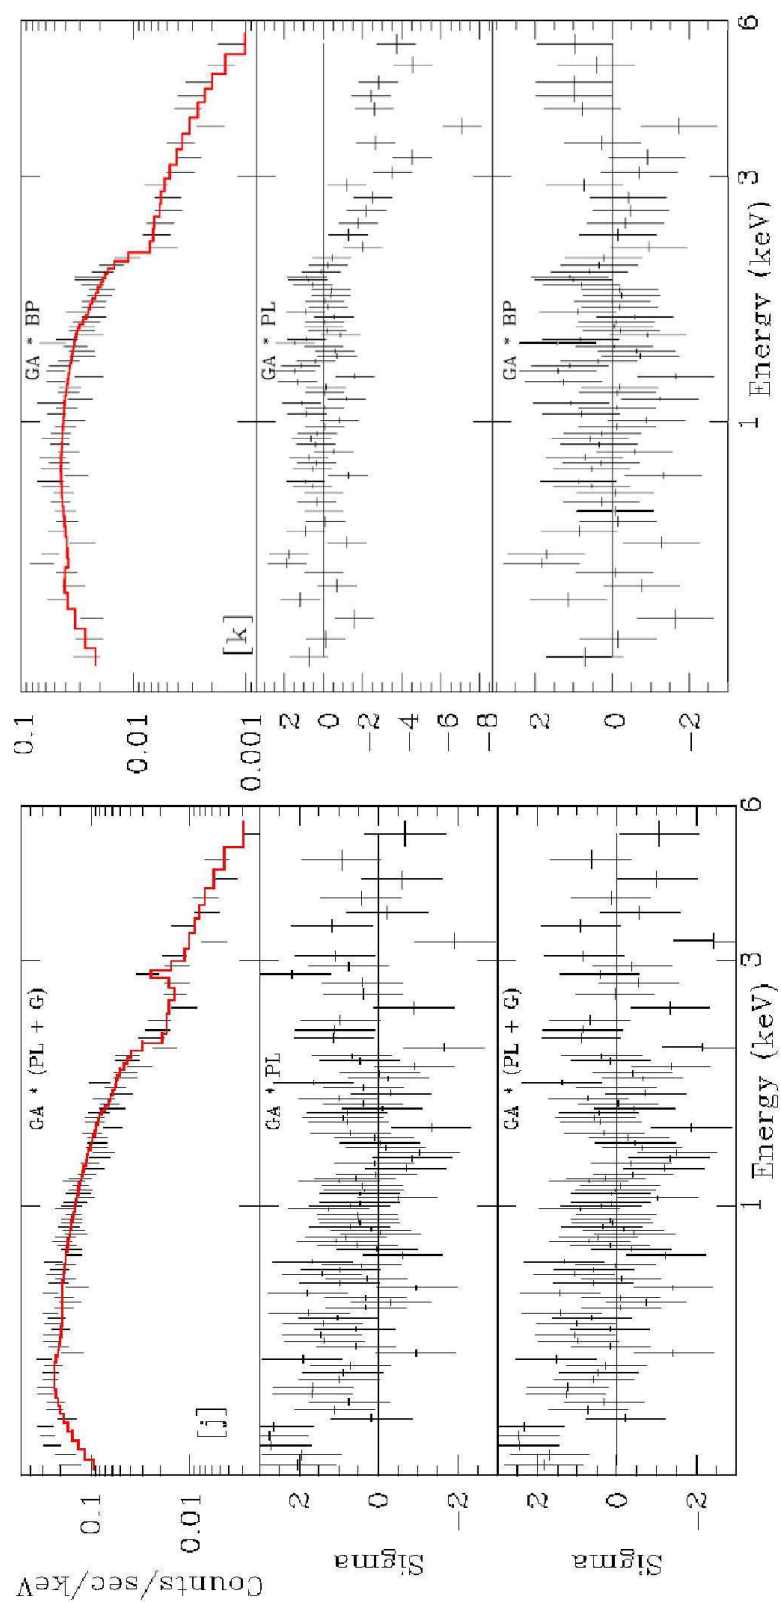 Counts/sec/keV
0.1
0.01
GA * (PL + G)
[j]
Sigma
2
0
−2
GA * PL
Sigma
2
0
−2
GA * (PL + G)
1
3
6
Energy (keV)
0.1
0.01
0.001
GA * BP
[k]
2
0
−2
−4
−6
−8
GA * PL
2
0
−2
GA * BP
1
3
6
Energy (keV)